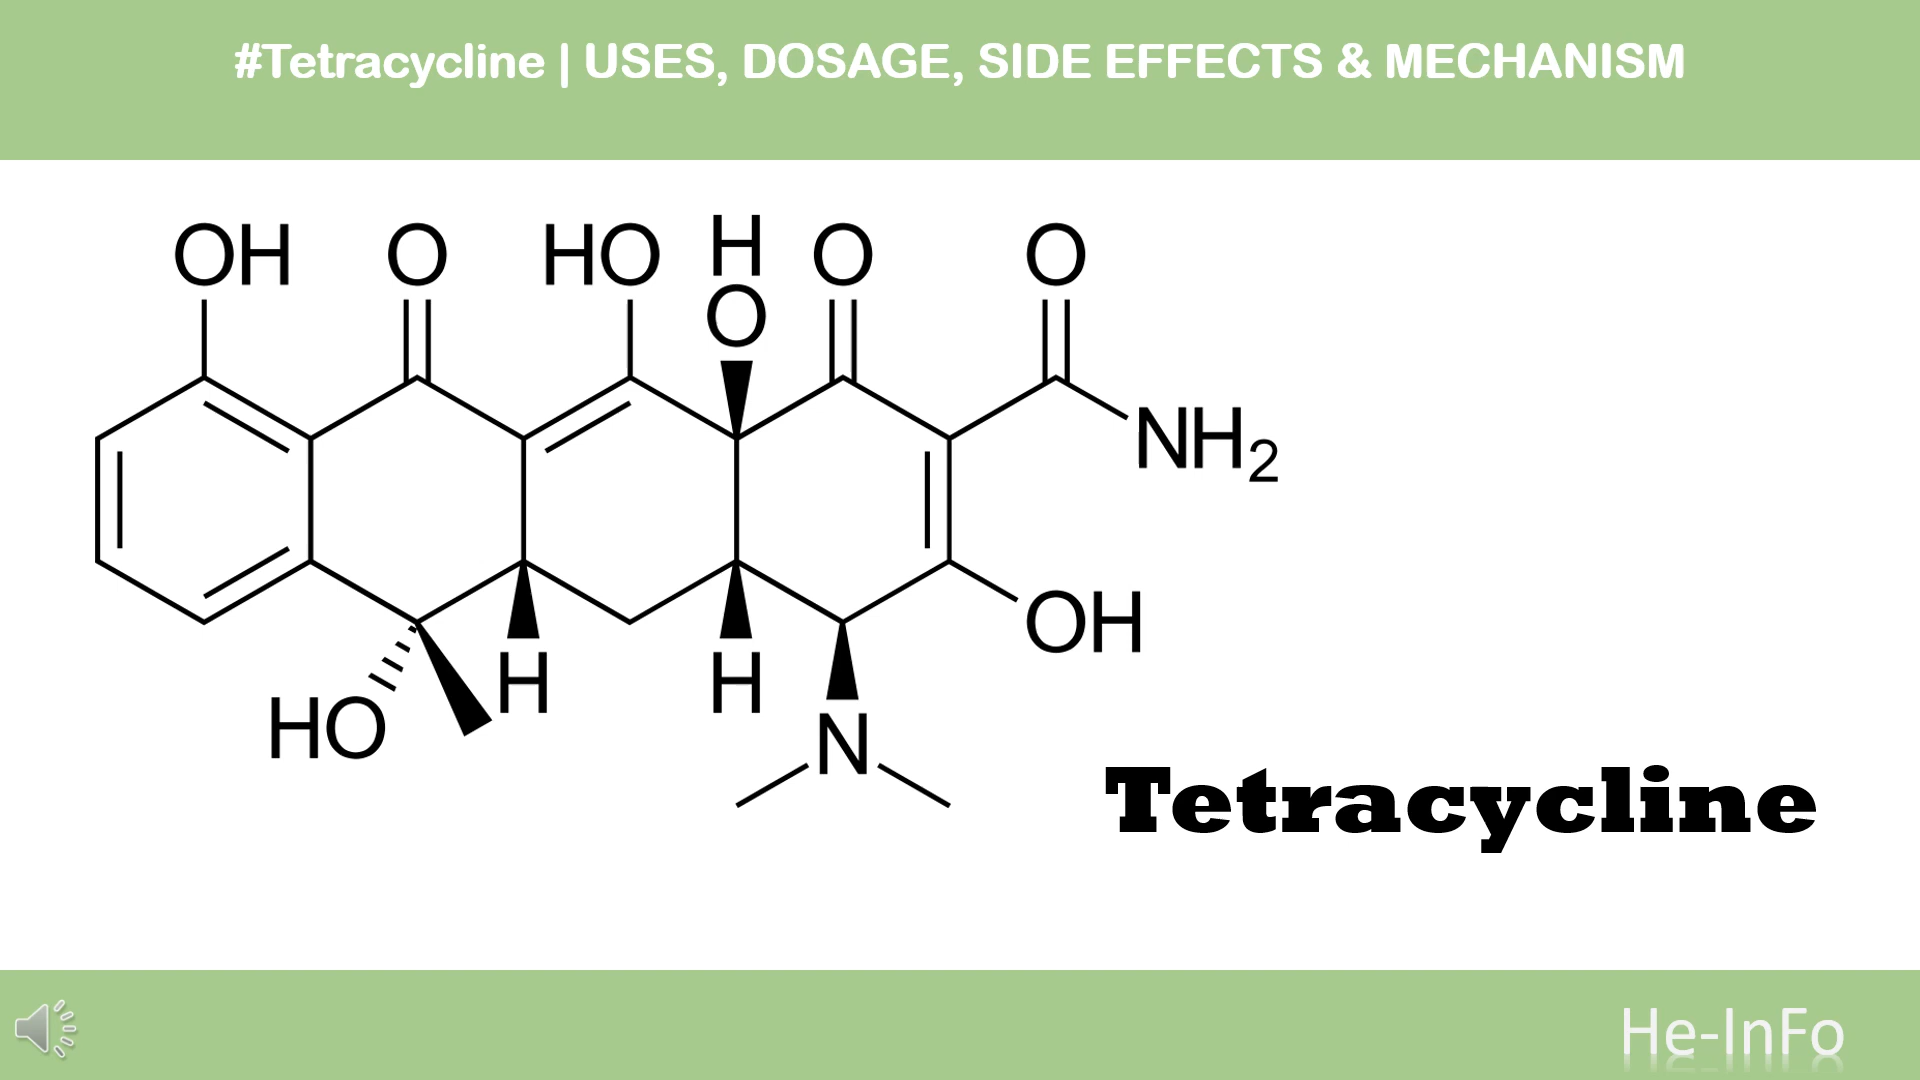 #Tetracycline | USES, DOSAGE, SIDE EFFECTS & MECHANISM
OH O HO H O O O
NH2
OH
HO H H N
Tetracycline
He-InFo